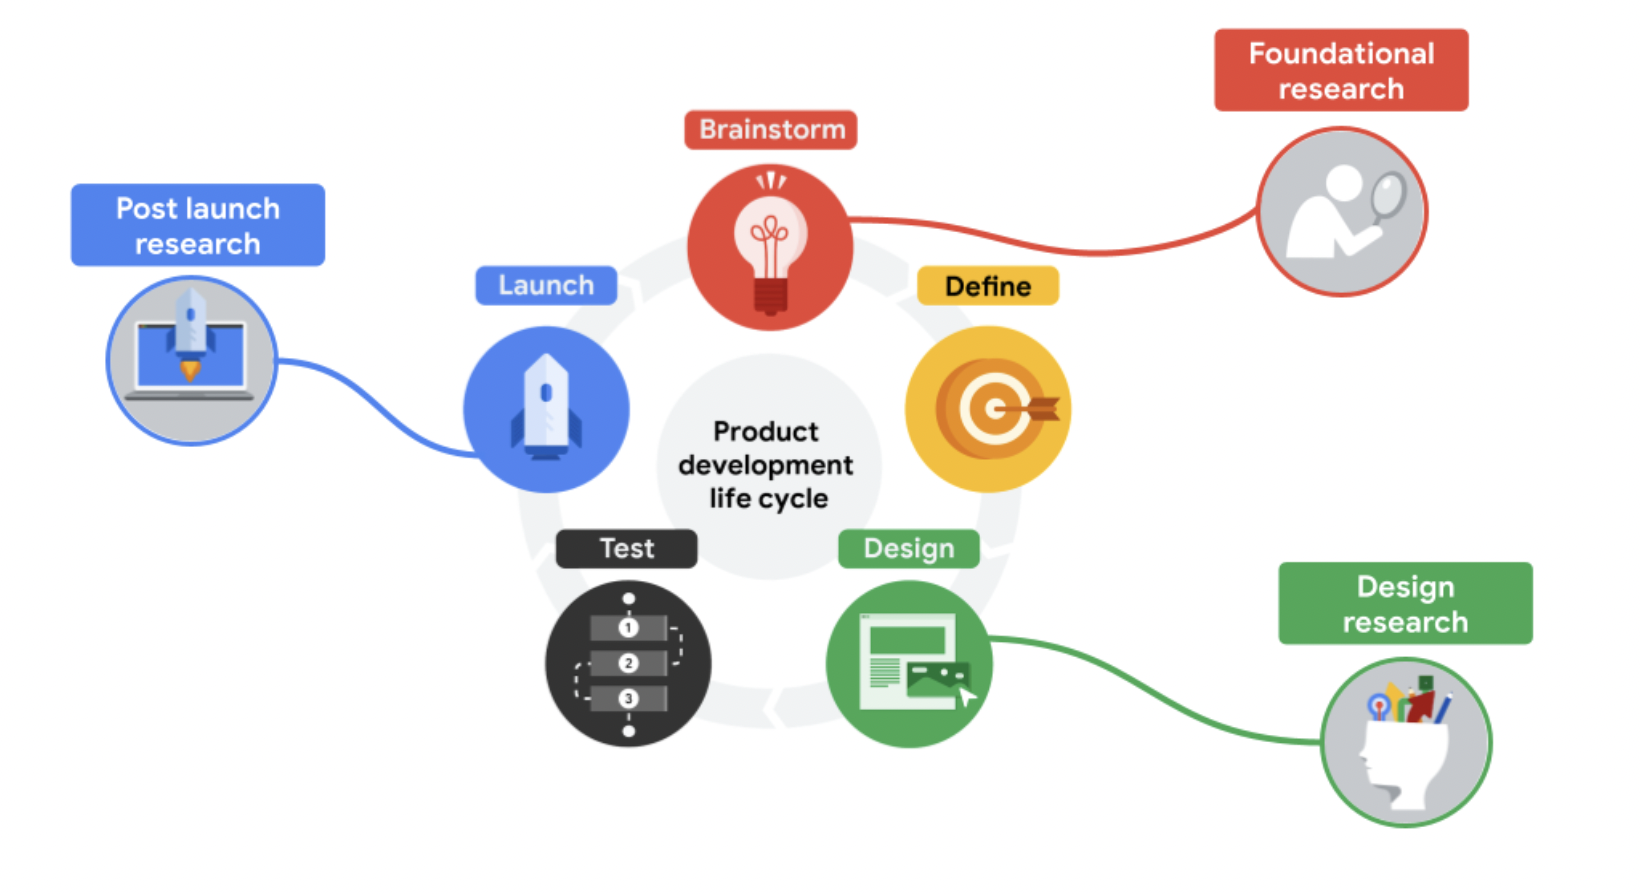 Foundational
research
Brainstorm
Post launch
research
Launch
Define
Product
development
life cycle
Test
Design
1
2
3
Design
research